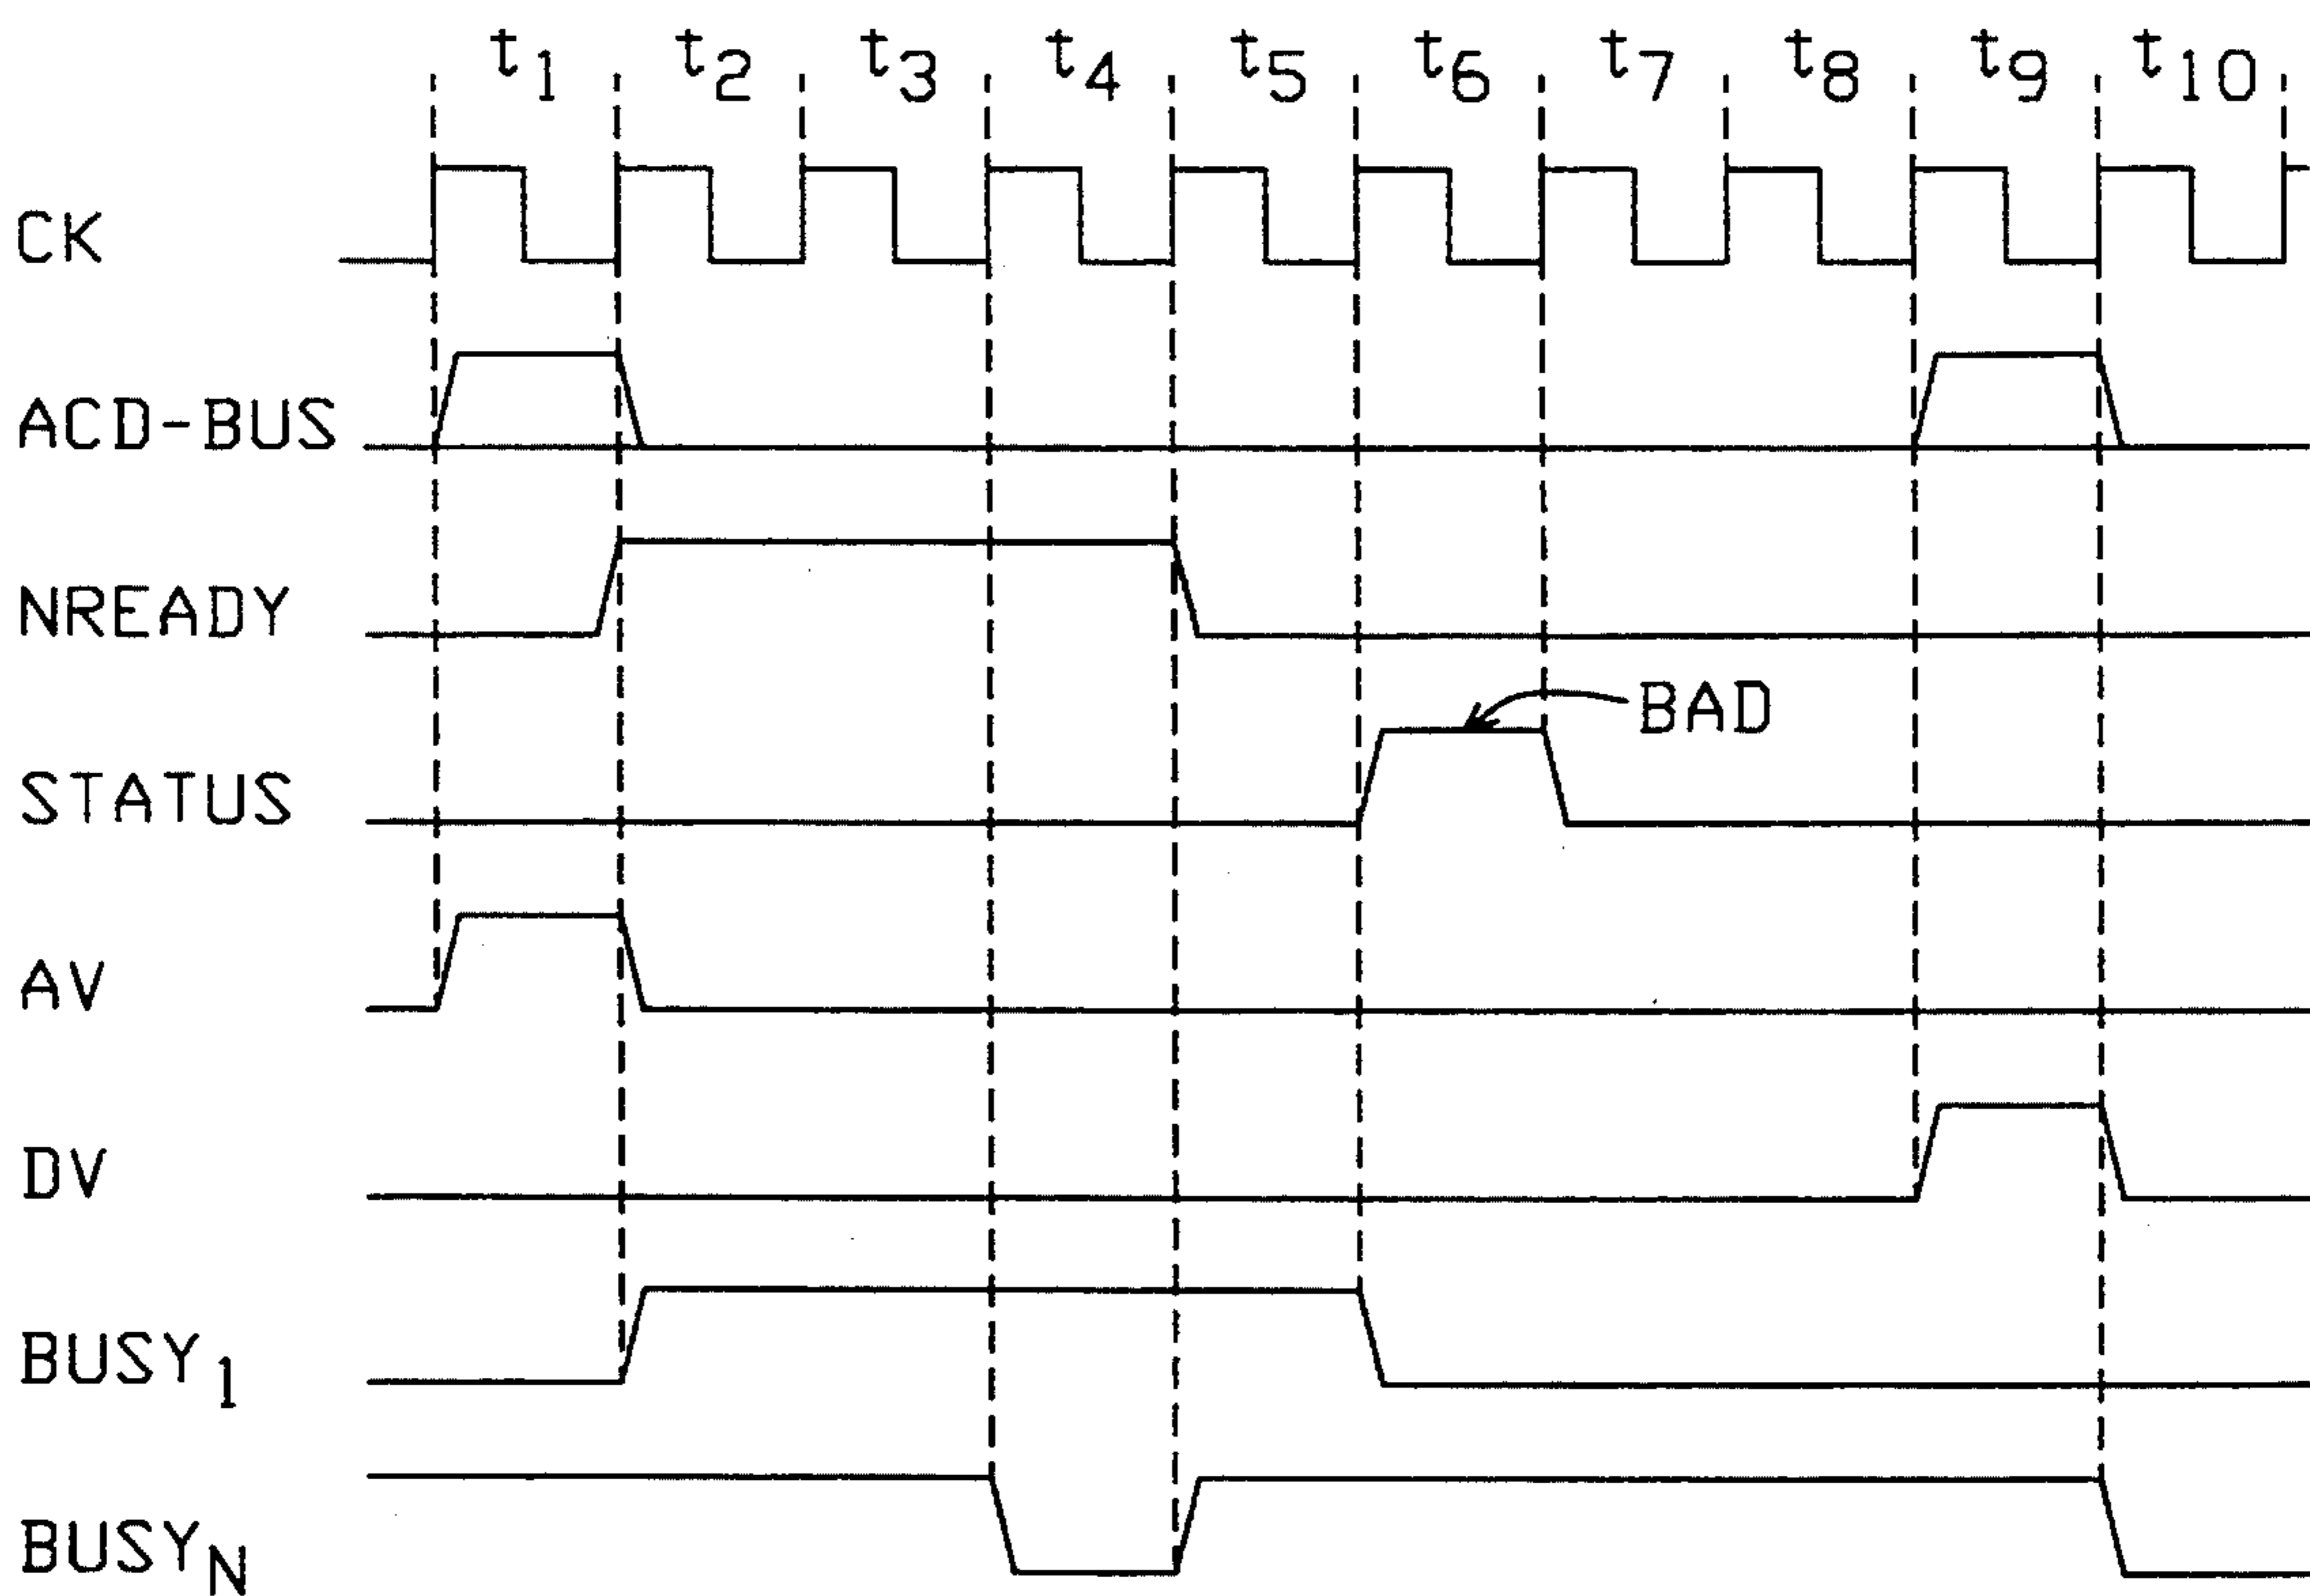 t1 t2 t3 t4 t5 t6 t7 t8 t9 t10
CK
ACD-BUS
NREADY
BAD
STATUS
AV
DV
BUSY1
BUSYN